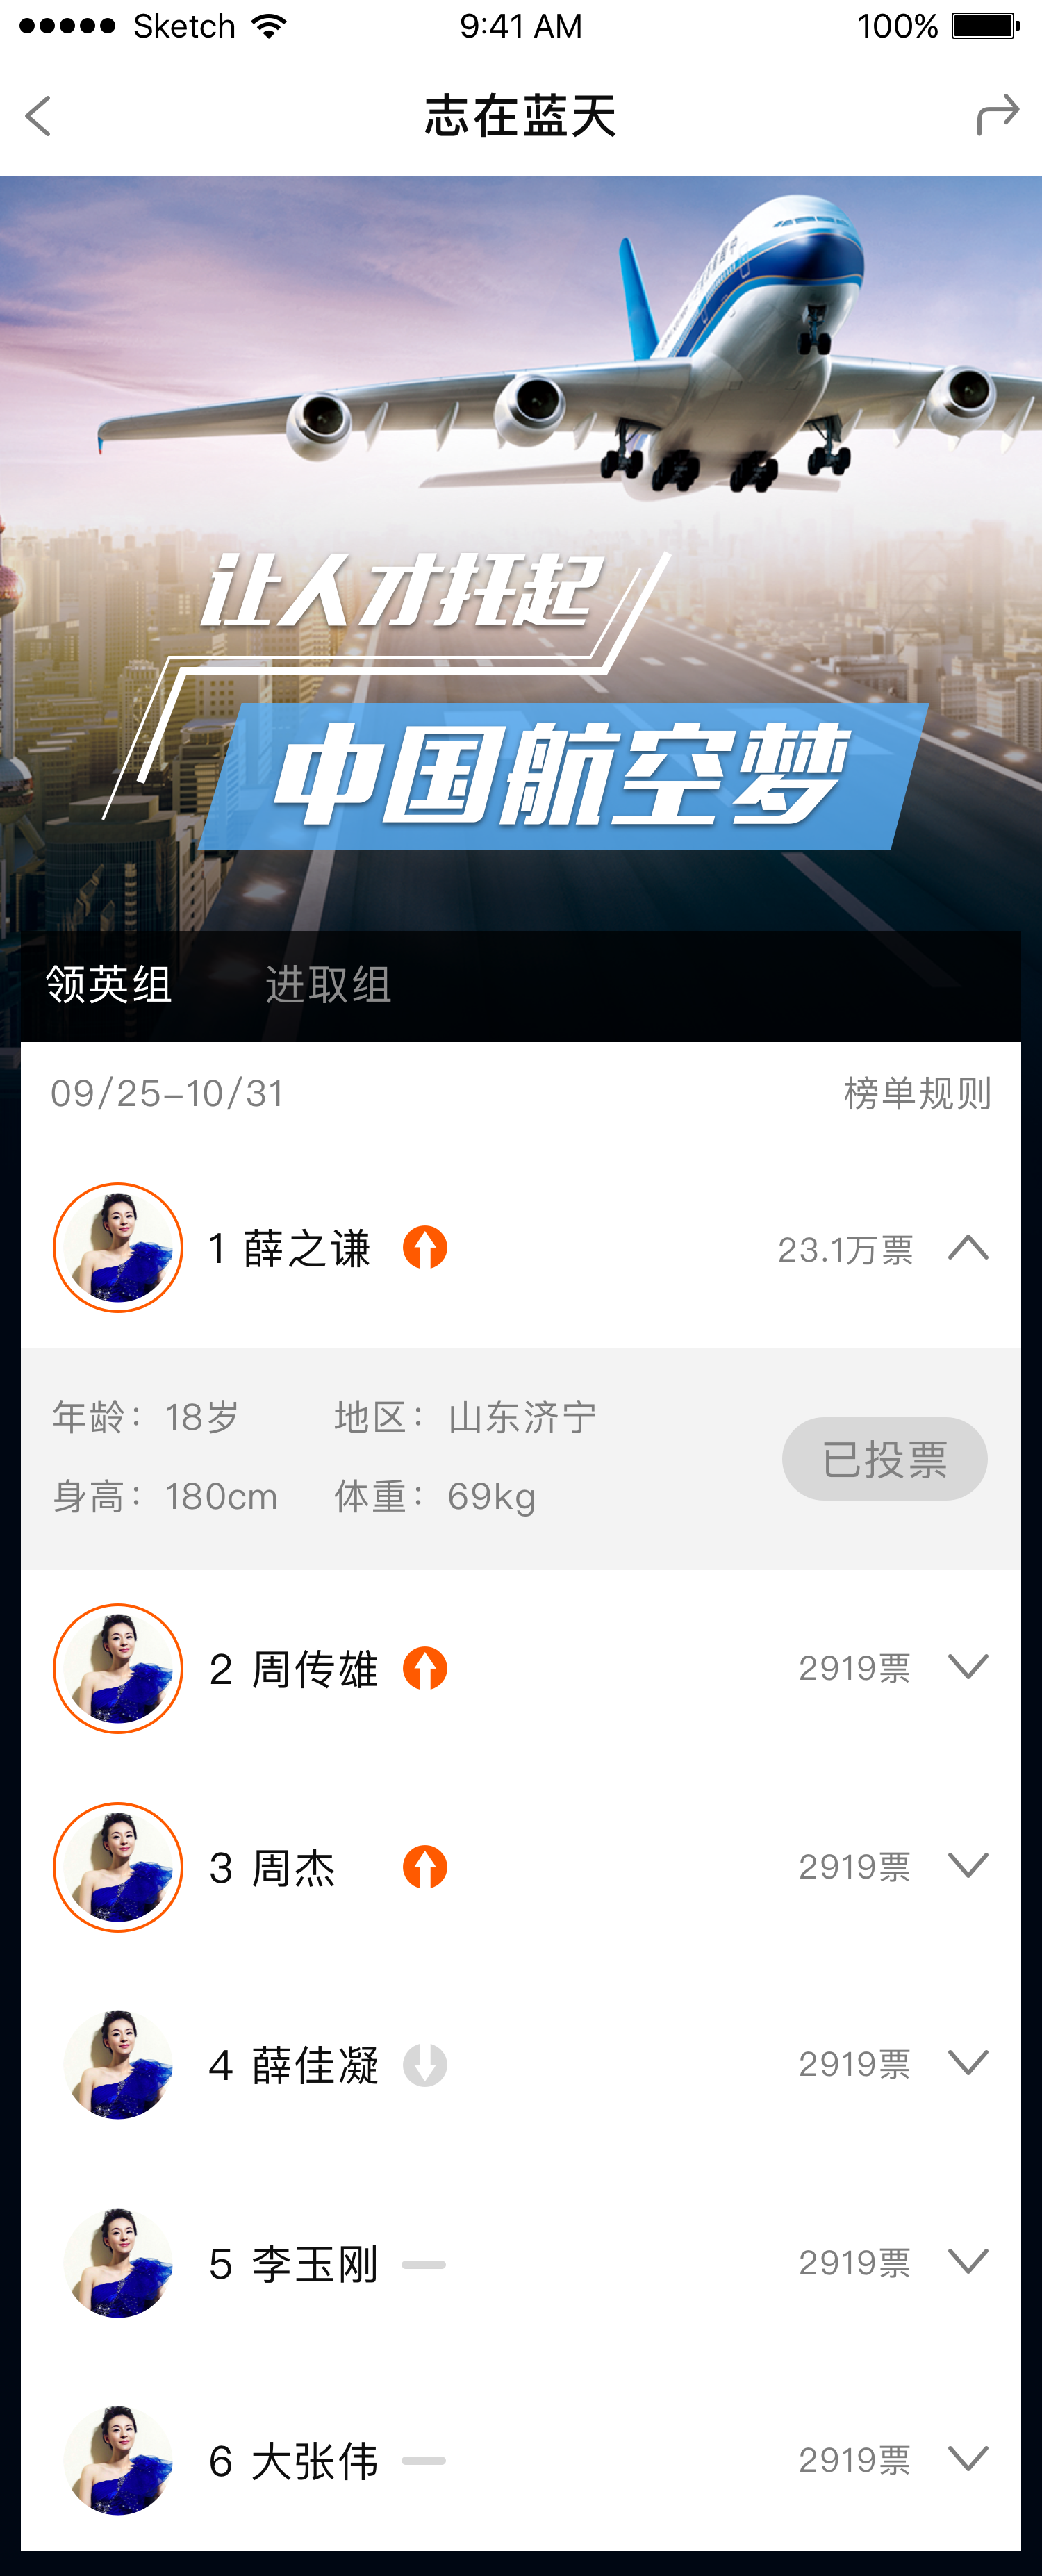 Sketch 9:41 AM 100%
志在蓝天
让人才托起
中国航空梦
领英组 进取组
09/25-10/31 榜单规则
1 薛之谦 23.1万票
年龄：18岁 地区：山东济宁
已投票
身高：180cm 体重：69kg
2 周传雄 2919票
3 周杰 2919票
4 薛佳凝 2919票
5 李玉刚 2919票
6 大张伟 2919票